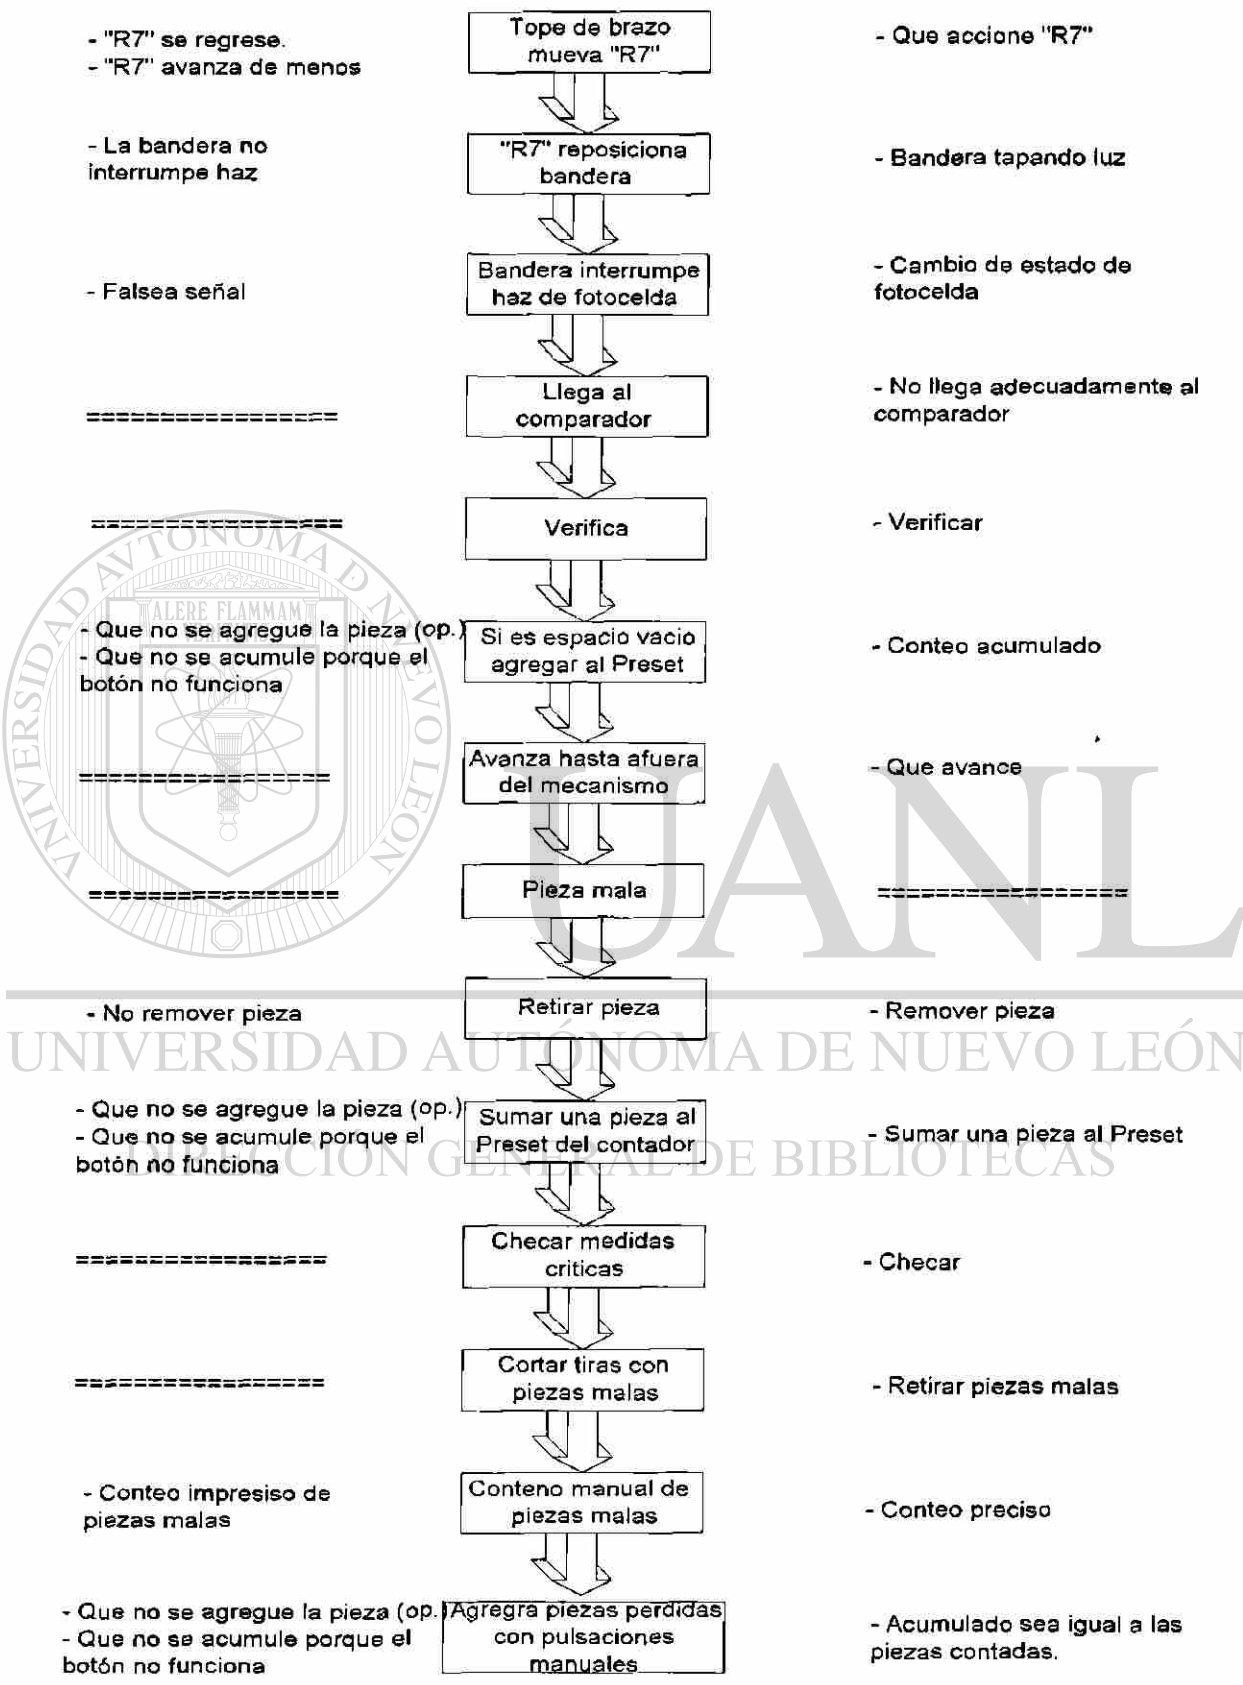 - "R7" se regrese.
- "R7" avanza de menos
Tope de brazo
mueva "R7"
- Que accione "R7"
- La bandera no
interrumpe haz
"R7" reposiciona
bandera
- Bandera tapando luz
- Falsea señal
Bandera interrumpe
haz de fotocelda
- Cambio de estado de
fotocelda
=================
Llega al
comparador
- No llega adecuadamente al
comparador
=================
Verifica
- Verificar
- Que no se agregue la pieza (op.)
- Que no se acumule porque el
botón no funciona
Si es espacio vacio
agregar al Preset
- Conteo acumulado
=================
Avanza hasta afuera
del mecanismo
- Que avance
=================
Pieza mala
=================
- No remover pieza
Retirar pieza
- Remover pieza
- Que no se agregue la pieza (op.)
- Que no se acumule porque el
botón no funciona
Sumar una pieza al
Preset del contador
- Sumar una pieza al Preset
=================
Checar medidas
criticas
- Checar
=================
Cortar tiras con
piezas malas
- Retirar piezas malas
- Conteo impresiso de
piezas malas
Conteno manual de
piezas malas
- Conteo preciso
- Que no se agregue la pieza (op.)
- Que no se acumule porque el
botón no funciona
Agregra piezas perdidas
con pulsaciones
manuales
- Acumulado sea igual a las
piezas contadas.
UNIVERSIDAD AUTONOMA DE NUEVO LEON
ALERE FLAMMAM
VERITATIS
UANL
UNIVERSIDAD AUTÓNOMA DE NUEVO LEÓN
DIRECCIÓN GENERAL DE BIBLIOTECAS